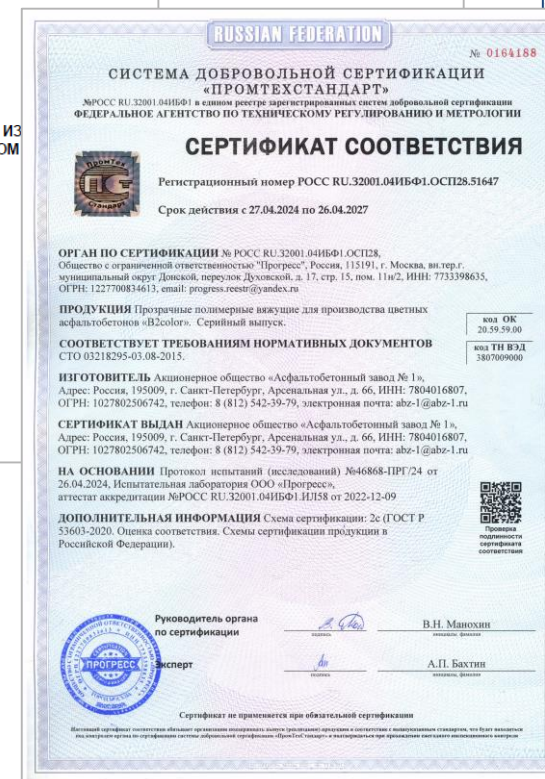 ИЗ
ОМ
RUSSIAN FEDERATION
№ 0164188
СИСТЕМА ДОБРОВОЛЬНОЙ СЕРТИФИКАЦИИ
«ПРОМТЕХСТАНДАРТ»
№РОСС RU.32001.04ИБФ1 в едином реестре зарегистрированных систем добровольной сертификации
ФЕДЕРАЛЬНОЕ АГЕНТСТВО ПО ТЕХНИЧЕСКОМУ РЕГУЛИРОВАНИЮ И МЕТРОЛОГИИ
ПромТех
Стандарт
СЕРТИФИКАТ СООТВЕТСТВИЯ
Регистрационный номер РОСС RU.32001.04ИБФ1.ОСП28.51647
Срок действия с 27.04.2024 по 26.04.2027
ОРГАН ПО СЕРТИФИКАЦИИ № РОСС RU.32001.04ИБФ1.ОСП28,
Общество с ограниченной ответственностью "Прогресс", Россия, 115191, г. Москва, вн.тер.г.
муниципальный округ Донской, переулок Духовской, д. 17, стр. 15, пом. 11н/2, ИНН: 7733398635,
ОГРН: 1227700834613, email: progress.reestr@yandex.ru
ПРОДУКЦИЯ Прозрачные полимерные вяжущие для производства цветных
асфальтобетонов «B2color». Серийный выпуск.
код ОК
20.59.59.00
СООТВЕТСТВУЕТ ТРЕБОВАНИЯМ НОРМАТИВНЫХ ДОКУМЕНТОВ
СТО 03218295-03.08-2015.
код ТН ВЭД
3807009000
ИЗГОТОВИТЕЛЬ Акционерное общество «Асфальтобетонный завод № 1»,
Адрес: Россия, 195009, г. Санкт-Петербург, Арсенальная ул., д. 66, ИНН: 7804016807,
ОГРН: 1027802506742, телефон: 8 (812) 542-39-79, электронная почта: abz-1@abz-1.ru
СЕРТИФИКАТ ВЫДАН Акционерное общество «Асфальтобетонный завод № 1»,
Адрес: Россия, 195009, г. Санкт-Петербург, Арсенальная ул., д. 66, ИНН: 7804016807,
ОГРН: 1027802506742, телефон: 8 (812) 542-39-79, электронная почта: abz-1@abz-1.ru
НА ОСНОВАНИИ Протокол испытаний (исследований) №46868-ПРГ/24 от
26.04.2024, Испытательная лаборатория ООО «Прогресс»,
аттестат аккредитации №РОСС RU.32001.04ИБФ1.ИЛ58 от 2022-12-09
ДОПОЛНИТЕЛЬНАЯ ИНФОРМАЦИЯ Схема сертификации: 2с (ГОСТ Р
53603-2020. Оценка соответствия. Схемы сертификации продукции в
Российской Федерации).
Проверка
подлинности
сертификата
соответствия
Руководитель органа
по сертификации
подпись
В.Н. Манохин
инициалы, фамилия
ПРОГРЕСС
Эксперт
подпись
А.П. Бахтин
инициалы, фамилия
Сертификат не применяется при обязательной сертификации